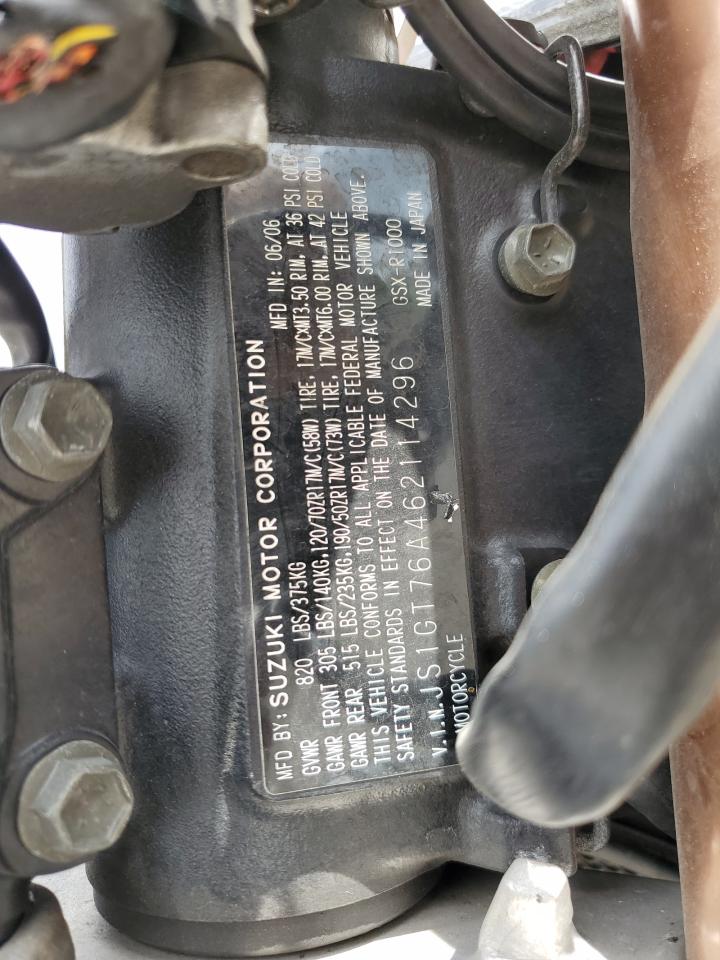 MFD BY: SUZUKI MOTOR CORPORATION
MFD IN: 06/06
GVWR 820 LBS/375KG
GAWR FRONT 305 LBS/140KG, 120/70ZR17M/C(58W) TIRE, 17M/CXMT3.50 RIM, AT 36 PSI COLD
GAWR REAR 515 LBS/235KG, 190/50ZR17M/C(73W) TIRE, 17M/CXMT6.00 RIM, AT 42 PSI COLD
THIS VEHICLE CONFORMS TO ALL APPLICABLE FEDERAL MOTOR VEHICLE
SAFETY STANDARDS IN EFFECT ON THE DATE OF MANUFACTURE SHOWN ABOVE.
V.I.N. JS1GT76A462114296 GSX-R1000
MOTORCYCLE MADE IN JAPAN